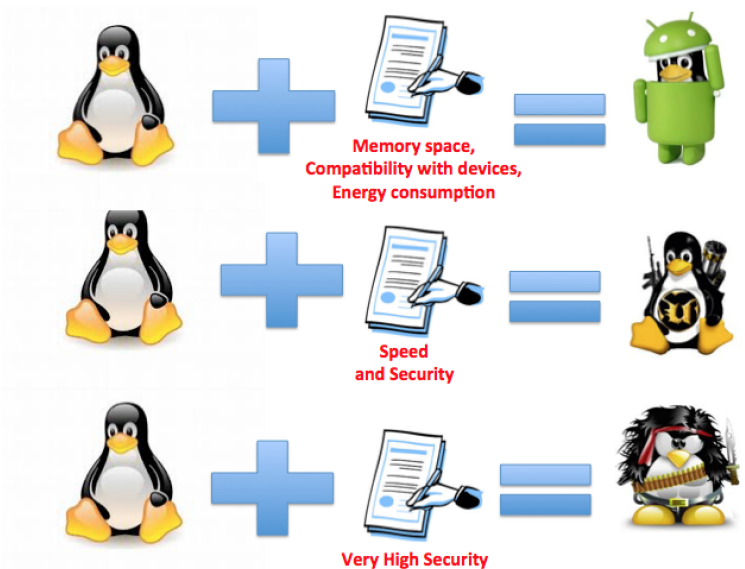 Memory space,
Compatibility with devices,
Energy consumption
Speed
and Security
Very High Security